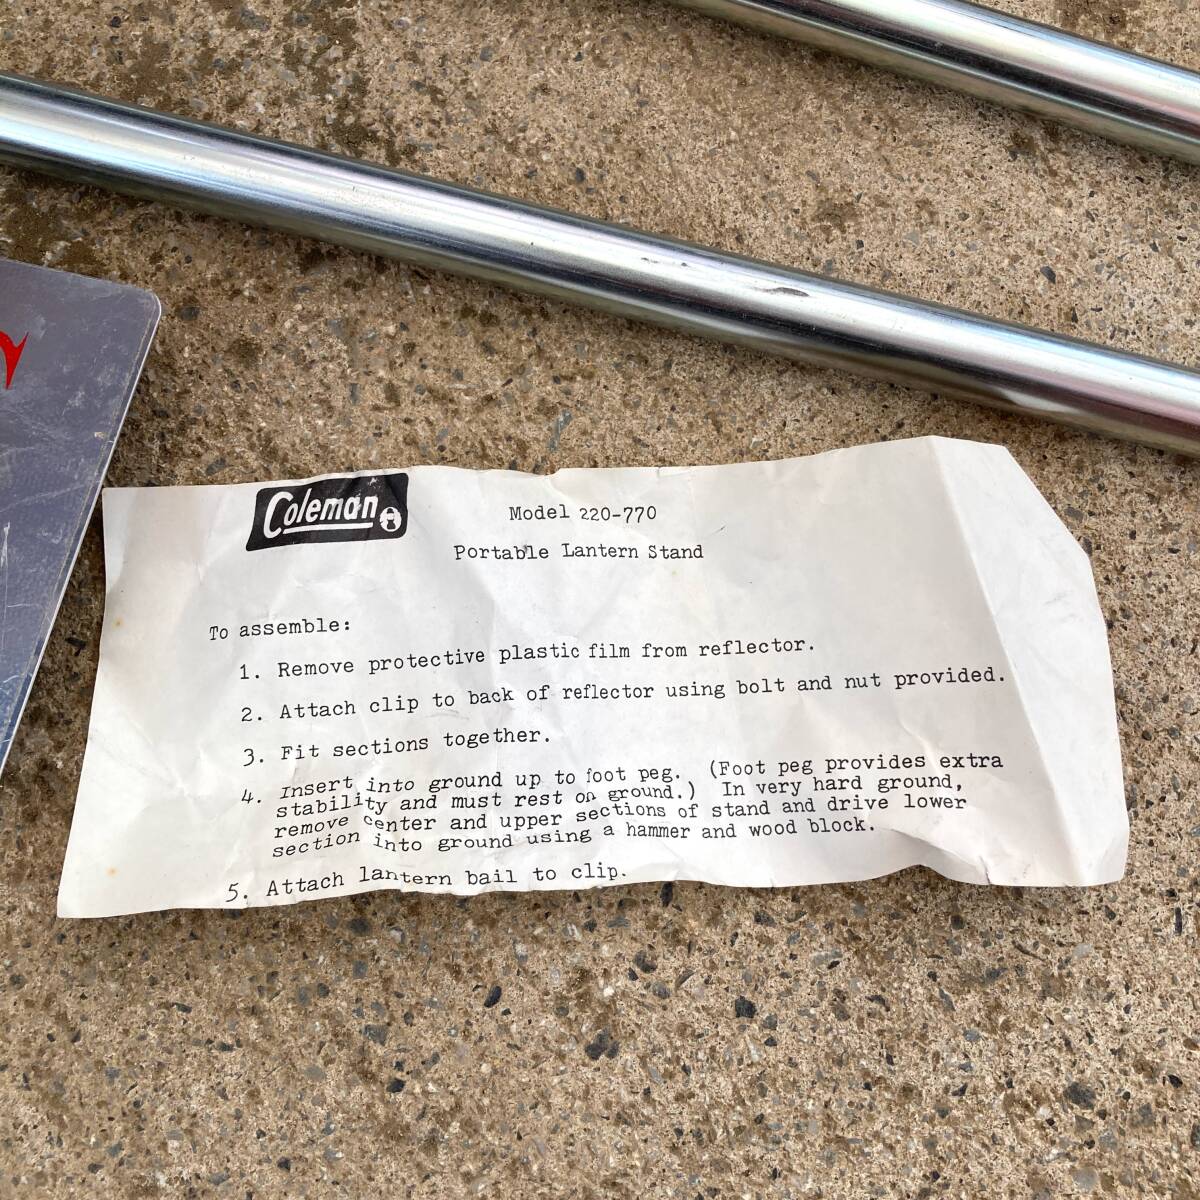 Coleman
Model 220-770
Portable Lantern Stand
To assemble:
1. Remove protective plastic film from reflector.
2. Attach clip to back of reflector using bolt and nut provided.
3. Fit sections together.
4. Insert into ground up to foot peg. (Foot peg provides extra
stability and must rest on ground.) In very hard ground,
remove center and upper sections of stand and drive lower
section into ground using a hammer and wood block.
5. Attach lantern bail to clip.